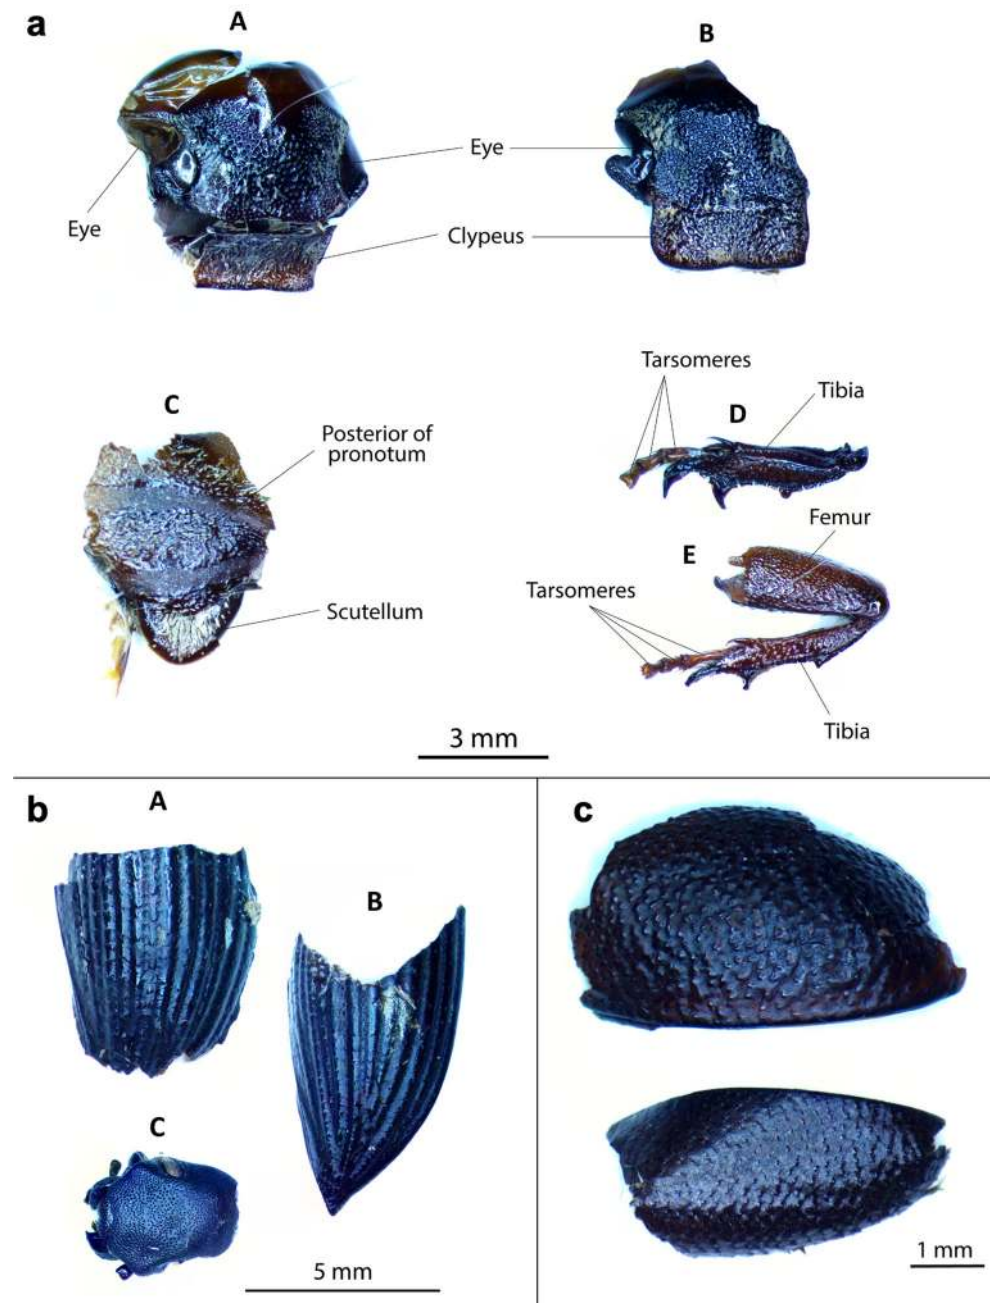 a
A
B
Eye
Eye
Clypeus
C
Posterior of
pronotum
Scutellum
Tarsomeres
Tibia
D
Femur
E
Tarsomeres
Tibia
3 mm
b
A
B
C
5 mm
c
1 mm